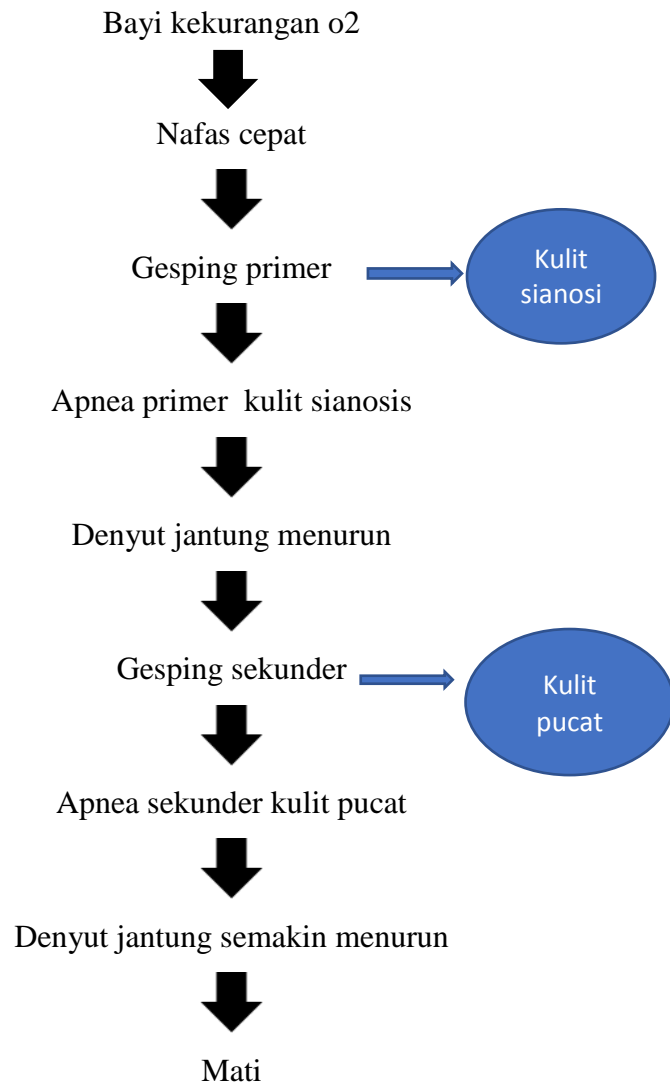 Bayi kekurangan o2
Nafas cepat
Gesping primer
Kulit
sianosi
Apnea primer kulit sianosis
Denyut jantung menurun
Gesping sekunder
Kulit
pucat
Apnea sekunder kulit pucat
Denyut jantung semakin menurun
Mati